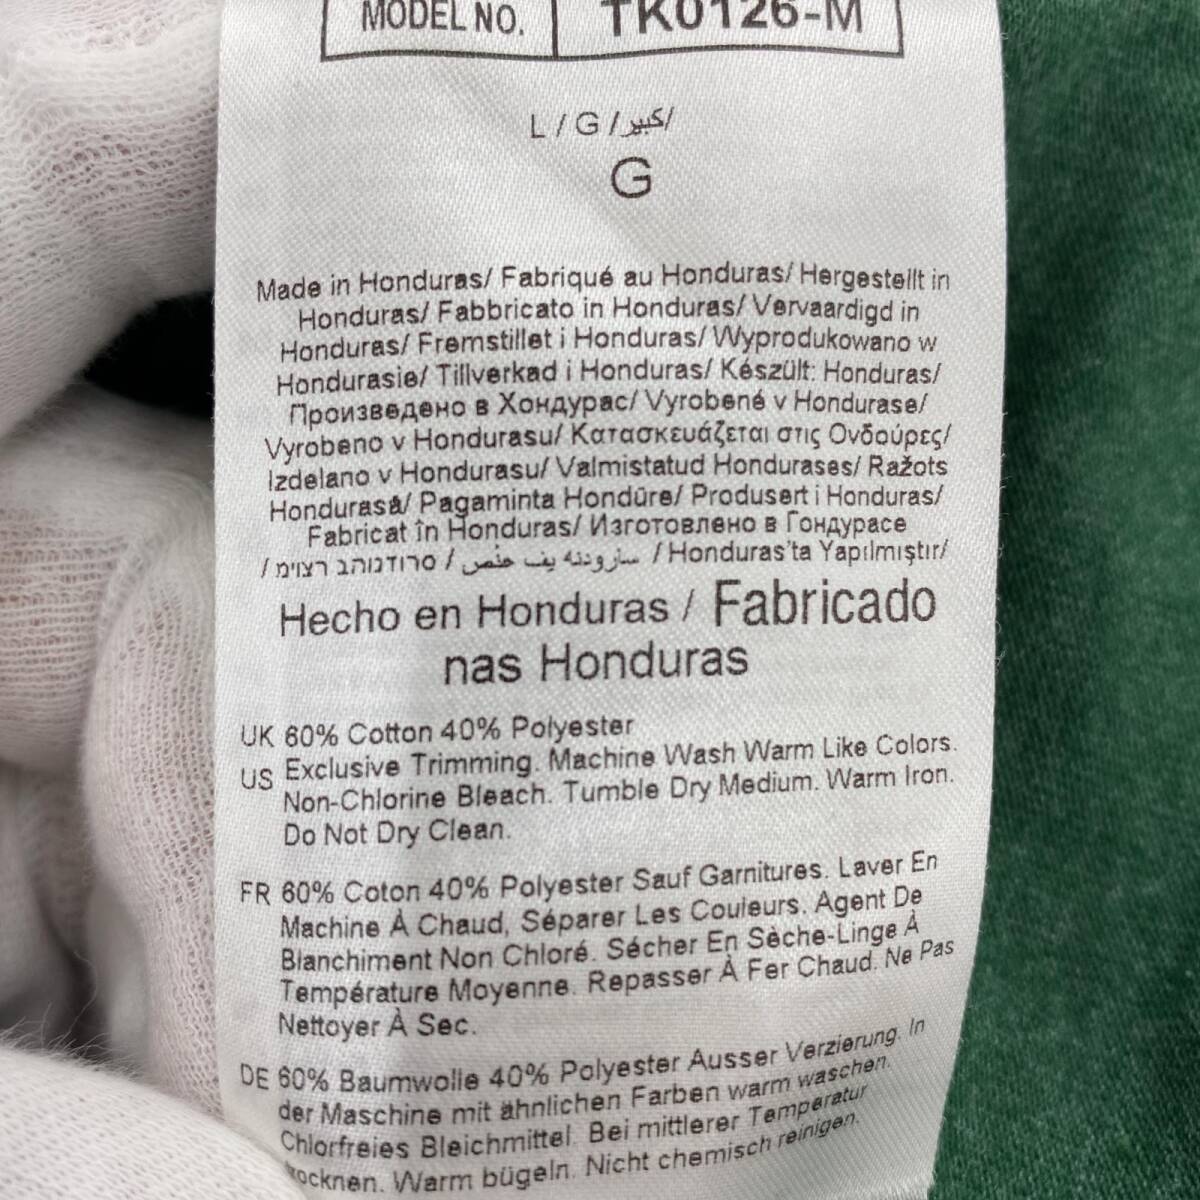 MODEL NO. TK0126-M
L / G / كبير/
G
Made in Honduras/ Fabriqué au Honduras/ Hergestellt in
Honduras/ Fabbricato in Honduras/ Vervaardigd in
Honduras/ Fremstillet i Honduras/ Wyprodukowano w
Hondurasie/ Tillverkad i Honduras/ Készült: Honduras/
Произведено в Хондурас/ Vyrobené v Hondurase/
Vyrobeno v Hondurasu/ Κατασκευάζεται στις Ονδούρες/
Izdelano v Hondurasu/ Valmistatud Hondurases/ Ražots
Hondurasā/ Pagaminta Hondūre/ Produsert i Honduras/
Fabricat în Honduras/ Изготовлено в Гондурасе
/ /Honduras'ta Yapılmıştır/
Hecho en Honduras / Fabricado
nas Honduras
UK 60% Cotton 40% Polyester
US Exclusive Trimming. Machine Wash Warm Like Colors.
Non-Chlorine Bleach. Tumble Dry Medium. Warm Iron.
Do Not Dry Clean.
FR 60% Coton 40% Polyester Sauf Garnitures. Laver En
Machine À Chaud, Séparer Les Couleurs. Agent De
Blanchiment Non Chloré. Sécher En Sèche-Linge À
Température Moyenne. Repasser À Fer Chaud. Ne Pas
Nettoyer À Sec.
DE 60% Baumwolle 40% Polyester Ausser Verzierung. In
der Maschine mit ähnlichen Farben warm waschen.
Chlorfreies Bleichmittel. Bei mittlerer Temperatur
trocknen. Warm bügeln. Nicht chemisch reinigen.